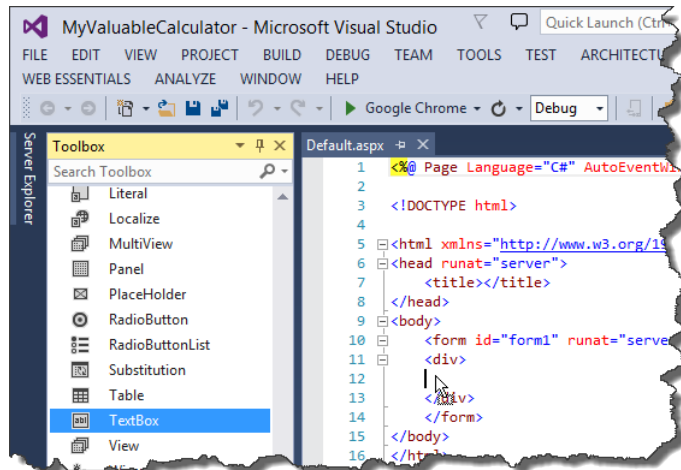 MyValuableCalculator - Microsoft Visual Studio
Quick Launch (Ctrl
FILE EDIT VIEW PROJECT BUILD DEBUG TEAM TOOLS TEST ARCHITECTU
WEB ESSENTIALS ANALYZE WINDOW HELP
Google Chrome Debug
Server Explorer
Toolbox
Search Toolbox
Literal
Localize
MultiView
Panel
PlaceHolder
RadioButton
RadioButtonList
Substitution
Table
abl TextBox
View
Default.aspx
1 <%@ Page Language="C#" AutoEventWi
2
3 <!DOCTYPE html>
4
5 <html xmlns="http://www.w3.org/19
6 <head runat="server">
7 <title></title>
8 </head>
9 <body>
10 <form id="form1" runat="serve
11 <div>
12
13 </div>
14 </form>
15 </body>
16 </html>